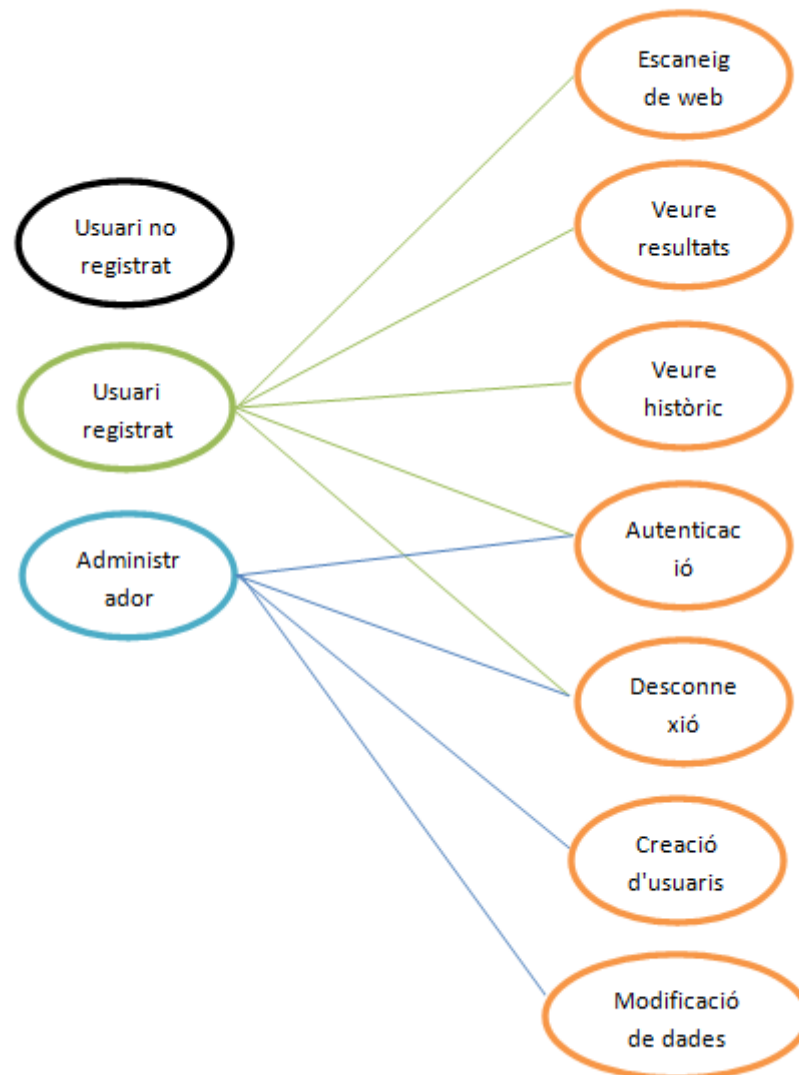 Escaneig
de web
Usuari no
registrat
Veure
resultats
Usuari
registrat
Veure
històric
Administr
ador
Autenticac
ió
Desconne
xió
Creació
d'usuaris
Modificació
de dades